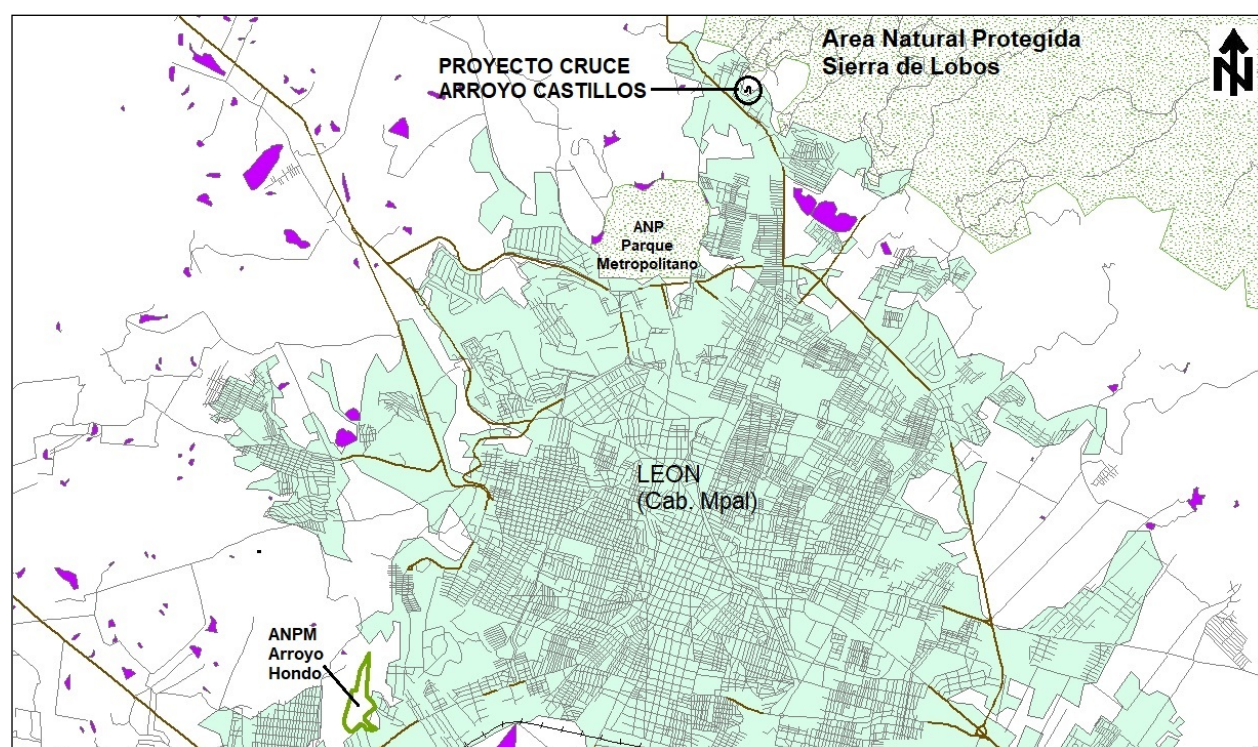 Area Natural Protegida
Sierra de Lobos
N
PROYECTO CRUCE
ARROYO CASTILLOS
ANP
Parque
Metropolitano
LEON
(Cab. Mpal)
ANPM
Arroyo
Hondo